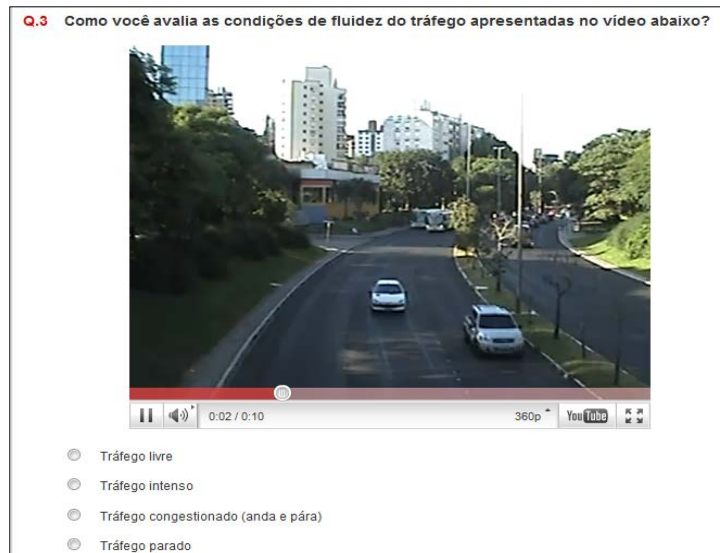 Q.3 Como você avalia as condições de fluidez do tráfego apresentadas no vídeo abaixo?
0:02 / 0:10 360p YouTube
Tráfego livre
Tráfego intenso
Tráfego congestionado (anda e pára)
Tráfego parado